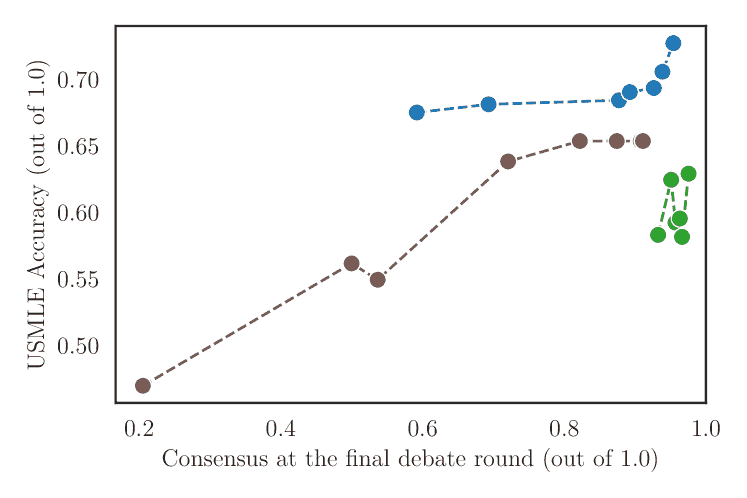 USMLE Accuracy (out of 1.0)
0.70
0.65
0.60
0.55
0.50
0.2 0.4 0.6 0.8 1.0
Consensus at the final debate round (out of 1.0)